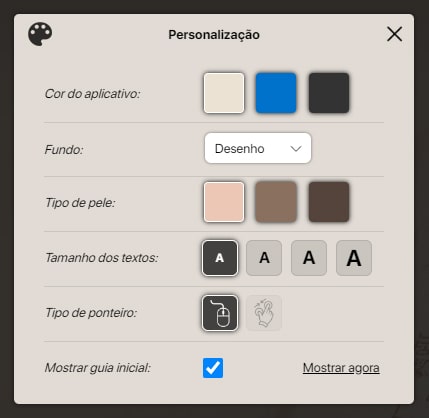 Personalização
Cor do aplicativo:
Fundo:
Desenho
Tipo de pele:
Tamanho dos textos:
A A A A
Tipo de ponteiro:
Mostrar guia inicial:
Mostrar agora